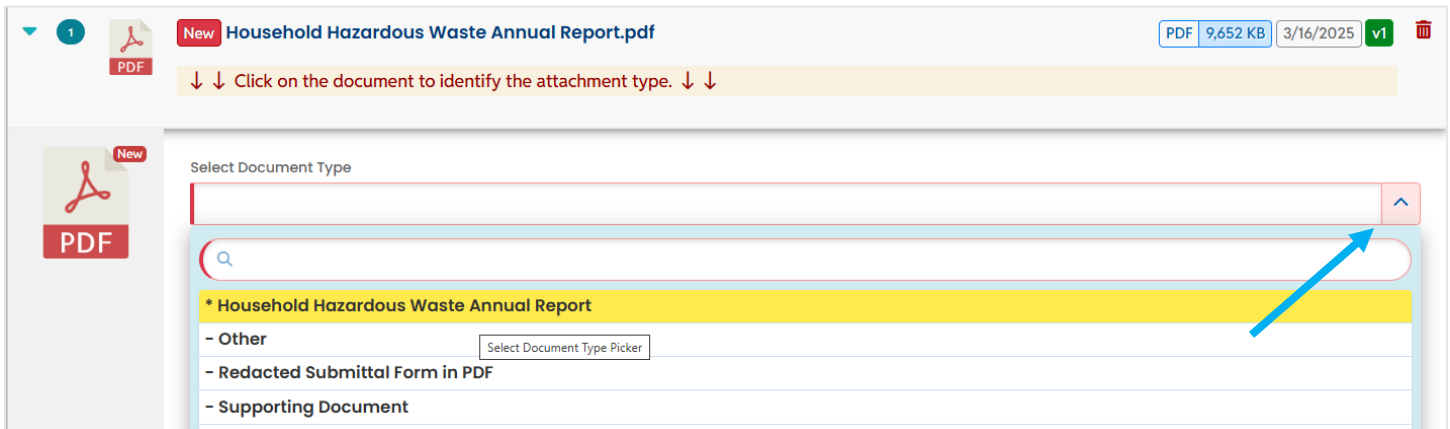 1 PDF New Household Hazardous Waste Annual Report.pdf PDF 9,652 KB 3/16/2025 v1
↓ ↓ Click on the document to identify the attachment type. ↓ ↓
New
PDF
Select Document Type
* Household Hazardous Waste Annual Report
- Other
Select Document Type Picker
- Redacted Submittal Form in PDF
- Supporting Document